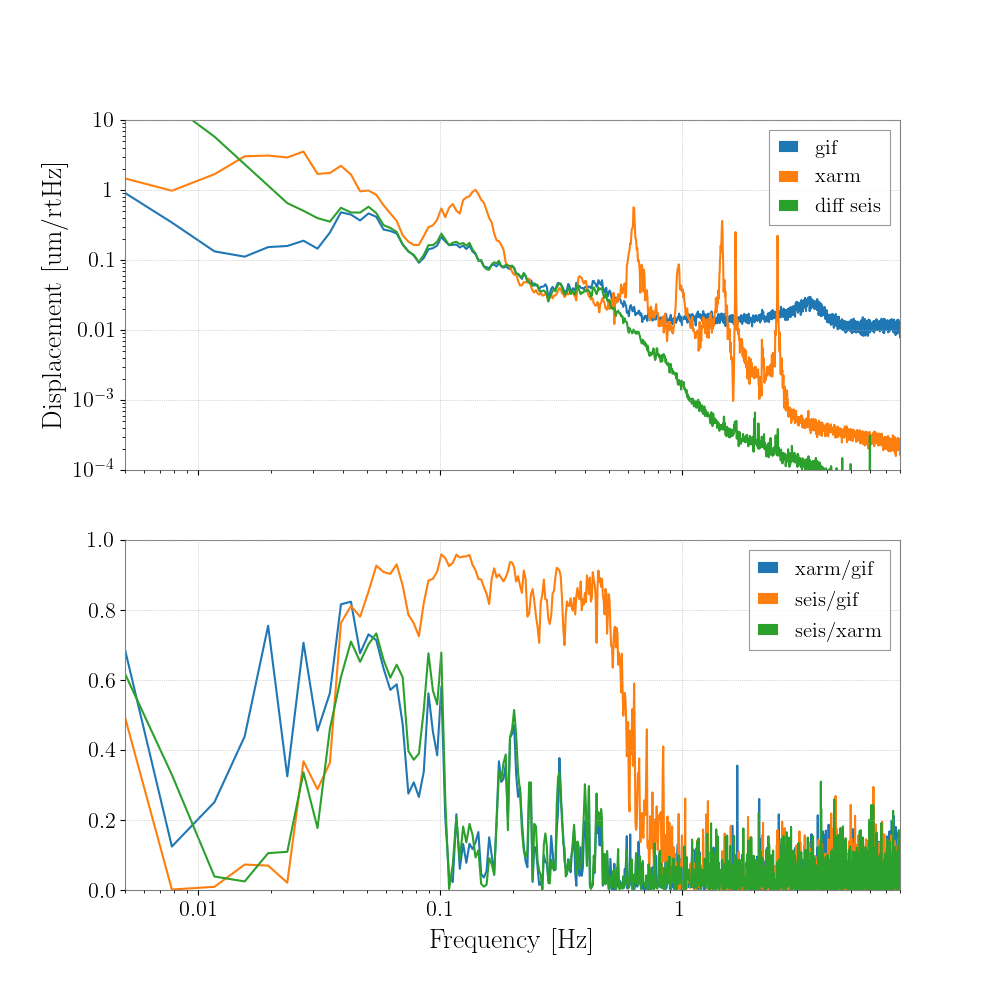 Displacement [um/rtHz]
10
1
0.1
0.01
10⁻³
10⁻⁴
gif
xarm
diff seis
1.0
0.8
0.6
0.4
0.2
0.0
xarm/gif
seis/gif
seis/xarm
0.01 0.1 1
Frequency [Hz]